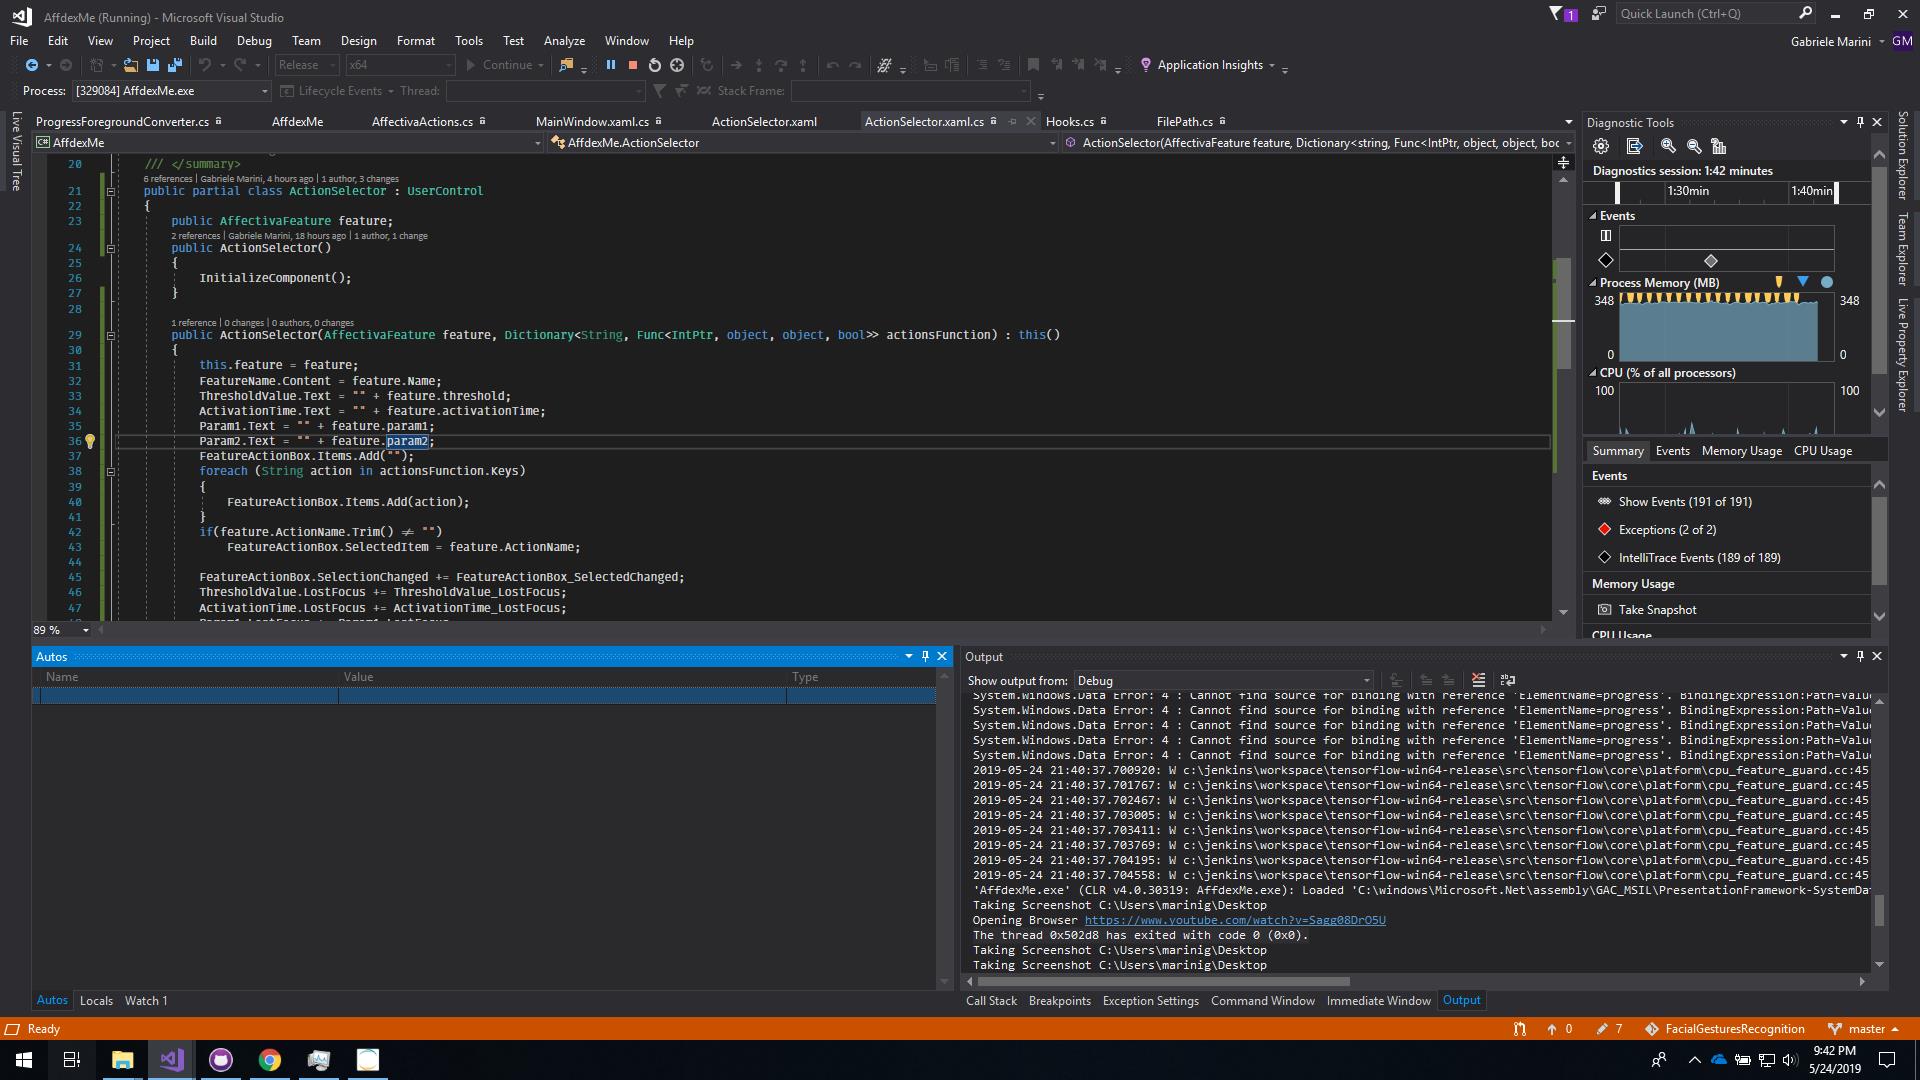 AffdexMe (Running) - Microsoft Visual Studio
1
Quick Launch (Ctrl+Q)
File Edit View Project Build Debug Team Format Design Tools Test Analyze Window Help
Gabriele Marini GM
Release x64 Continue Application Insights
Process: [329084] AffdexMe.exe Lifecycle Events Thread: Stack Frame:
ProgressForegroundConverter.cs AffdexMe AffectivaActions.cs MainWindow.xaml.cs ActionSelector.xaml ActionSelector.xaml.cs Hooks.cs FilePath.cs
AffdexMe AffdexMe.ActionSelector ActionSelector(AffectivaFeature feature, Dictionary<string, Func<IntPtr, object, object, boc
Live Visual Tree
20 /// </summary>
6 references | Gabriele Marini, 4 hours ago | 1 author, 3 changes
21 public partial class ActionSelector : UserControl
22 {
23 public AffectivaFeature feature;
2 references | Gabriele Marini, 18 hours ago | 1 author, 1 change
24 public ActionSelector()
25 {
26 InitializeComponent();
27 }
28
1 reference | 0 changes | 0 authors, 0 changes
29 public ActionSelector(AffectivaFeature feature, Dictionary<String, Func<IntPtr, object, object, bool>> actionsFunction) : this()
30 {
31 this.feature = feature;
32 FeatureName.Content = feature.Name;
33 ThresholdValue.Text = "" + feature.threshold;
34 ActivationTime.Text = "" + feature.activationTime;
35 Param1.Text = "" + feature.param1;
36 Param2.Text = "" + feature.param2;
37 FeatureActionBox.Items.Add("");
38 foreach (String action in actionsFunction.Keys)
39 {
40 FeatureActionBox.Items.Add(action);
41 }
42 if(feature.ActionName.Trim() ≠ "")
43 FeatureActionBox.SelectedItem = feature.ActionName;
44
45 FeatureActionBox.SelectionChanged += FeatureActionBox_SelectedChanged;
46 ThresholdValue.LostFocus += ThresholdValue_LostFocus;
47 ActivationTime.LostFocus += ActivationTime_LostFocus;
89 %
Diagnostic Tools
Diagnostics session: 1:42 minutes
1:30min 1:40min
Events
Process Memory (MB)
348 348
0 0
CPU (% of all processors)
100 100
Summary Events Memory Usage CPU Usage
Events
Show Events (191 of 191)
Exceptions (2 of 2)
IntelliTrace Events (189 of 189)
Memory Usage
Take Snapshot
CPU Usage
Solution Explorer
Team Explorer
Live Property Explorer
Autos
Name Value Type
Autos Locals Watch 1
Output
Show output from: Debug
System.Windows.Data Error: 4 : Cannot find source for binding with reference 'ElementName=progress'. BindingExpression:Path=Valu
System.Windows.Data Error: 4 : Cannot find source for binding with reference 'ElementName=progress'. BindingExpression:Path=Valu
System.Windows.Data Error: 4 : Cannot find source for binding with reference 'ElementName=progress'. BindingExpression:Path=Valu
System.Windows.Data Error: 4 : Cannot find source for binding with reference 'ElementName=progress'. BindingExpression:Path=Valu
System.Windows.Data Error: 4 : Cannot find source for binding with reference 'ElementName=progress'. BindingExpression:Path=Valu
2019-05-24 21:40:37.700920: W c:\jenkins\workspace\tensorflow-win64-release\src\tensorflow\core\platform\cpu_feature_guard.cc:45
2019-05-24 21:40:37.701767: W c:\jenkins\workspace\tensorflow-win64-release\src\tensorflow\core\platform\cpu_feature_guard.cc:45
2019-05-24 21:40:37.702467: W c:\jenkins\workspace\tensorflow-win64-release\src\tensorflow\core\platform\cpu_feature_guard.cc:45
2019-05-24 21:40:37.703005: W c:\jenkins\workspace\tensorflow-win64-release\src\tensorflow\core\platform\cpu_feature_guard.cc:45
2019-05-24 21:40:37.703411: W c:\jenkins\workspace\tensorflow-win64-release\src\tensorflow\core\platform\cpu_feature_guard.cc:45
2019-05-24 21:40:37.703769: W c:\jenkins\workspace\tensorflow-win64-release\src\tensorflow\core\platform\cpu_feature_guard.cc:45
2019-05-24 21:40:37.704195: W c:\jenkins\workspace\tensorflow-win64-release\src\tensorflow\core\platform\cpu_feature_guard.cc:45
2019-05-24 21:40:37.704558: W c:\jenkins\workspace\tensorflow-win64-release\src\tensorflow\core\platform\cpu_feature_guard.cc:45
'AffdexMe.exe' (CLR v4.0.30319: AffdexMe.exe): Loaded 'C:\windows\Microsoft.Net\assembly\GAC_MSIL\PresentationFramework-SystemDa
Taking Screenshot C:\Users\marinig\Desktop
Opening Browser https://www.youtube.com/watch?v=Sagg08DrO5U
The thread 0x502d8 has exited with code 0 (0x0).
Taking Screenshot C:\Users\marinig\Desktop
Taking Screenshot C:\Users\marinig\Desktop
Call Stack Breakpoints Exception Settings Command Window Immediate Window Output
Ready 0 7 FacialGesturesRecognition master
9:42 PM
5/24/2019